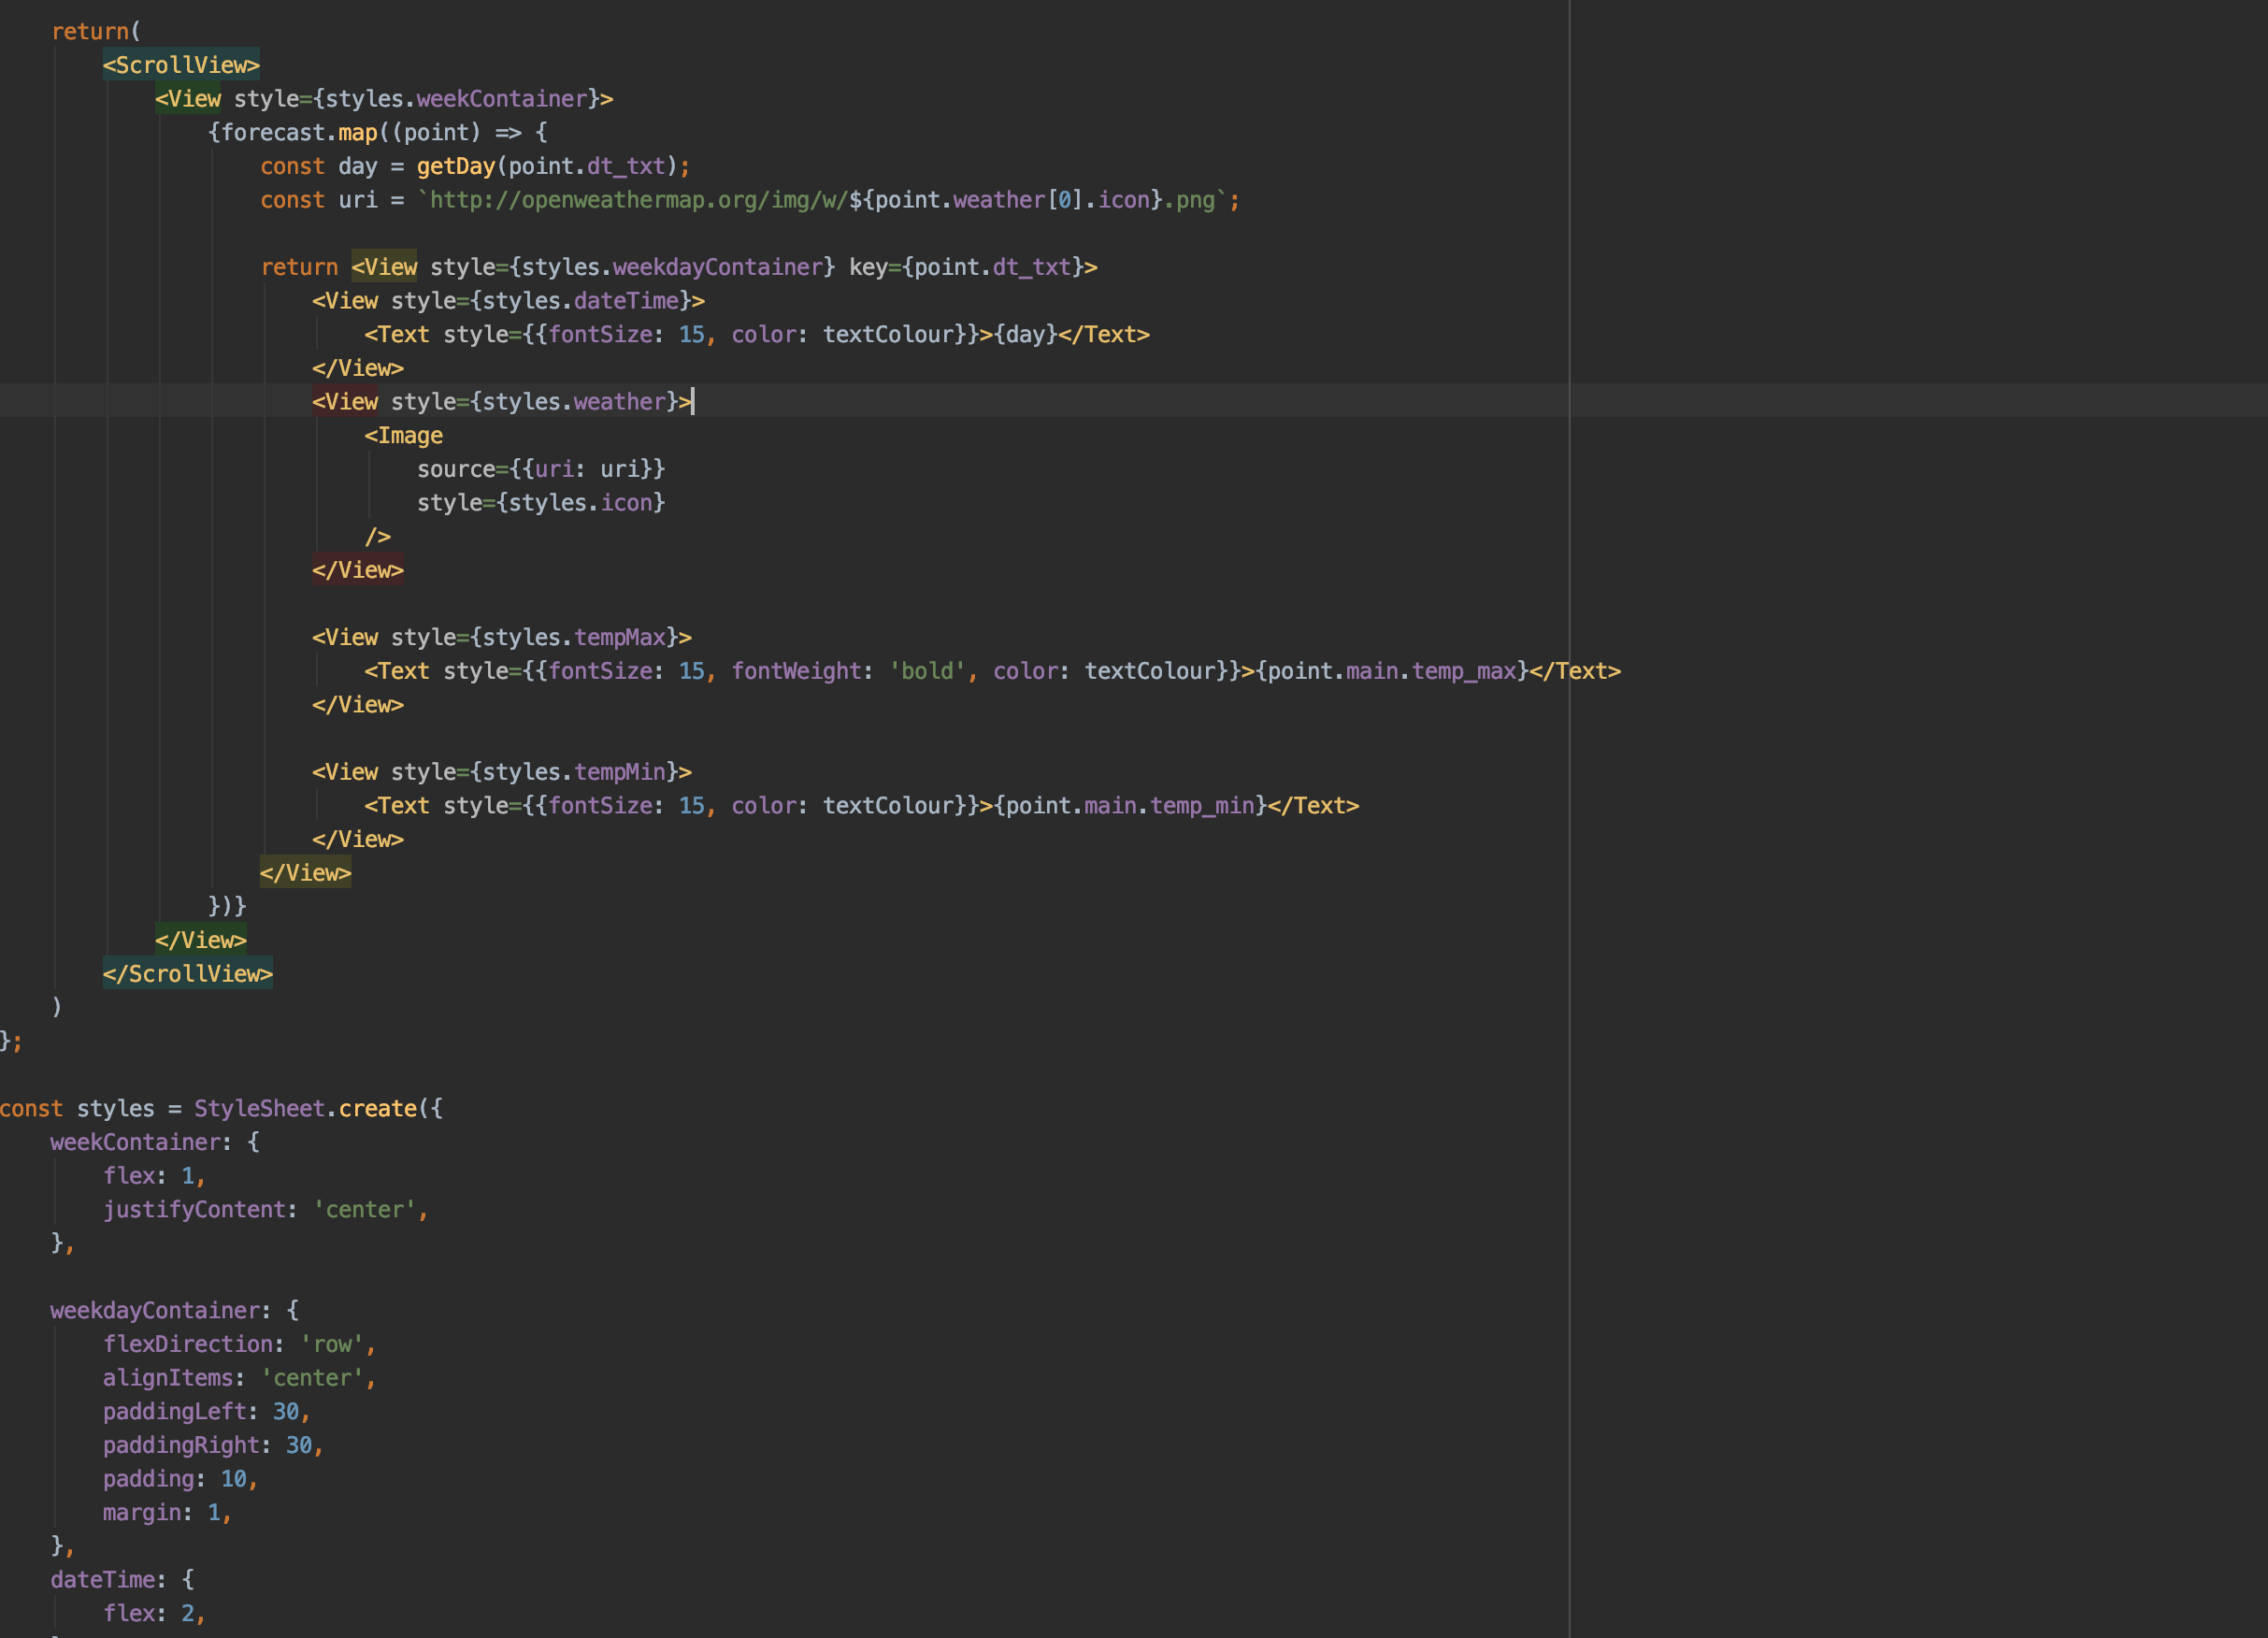 return(
<ScrollView>
<View style={styles.weekContainer}>
{forecast.map((point) => {
const day = getDay(point.dt_txt);
const uri = `http://openweathermap.org/img/w/${point.weather[0].icon}.png`;
return <View style={styles.weekdayContainer} key={point.dt_txt}>
<View style={styles.dateTime}>
<Text style={{fontSize: 15, color: textColour}}>{day}</Text>
</View>
<View style={styles.weather}>
<Image
source={{uri: uri}}
style={styles.icon}
/>
</View>
<View style={styles.tempMax}>
<Text style={{fontSize: 15, fontWeight: 'bold', color: textColour}}>{point.main.temp_max}</Text>
</View>
<View style={styles.tempMin}>
<Text style={{fontSize: 15, color: textColour}}>{point.main.temp_min}</Text>
</View>
</View>
})}
</View>
</ScrollView>
)
};
const styles = StyleSheet.create({
weekContainer: {
flex: 1,
justifyContent: 'center',
},
weekdayContainer: {
flexDirection: 'row',
alignItems: 'center',
paddingLeft: 30,
paddingRight: 30,
padding: 10,
margin: 1,
},
dateTime: {
flex: 2,